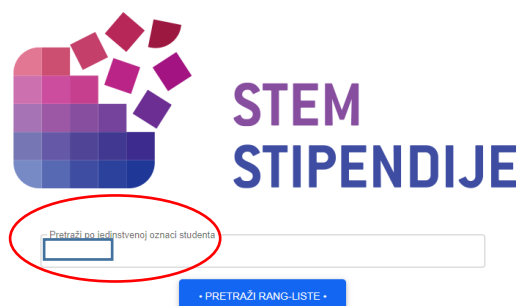 STEM
STIPENDIJE
Pretraži po jedinstvenoj oznaci studenta
• PRETRAŽI RANG-LISTE •